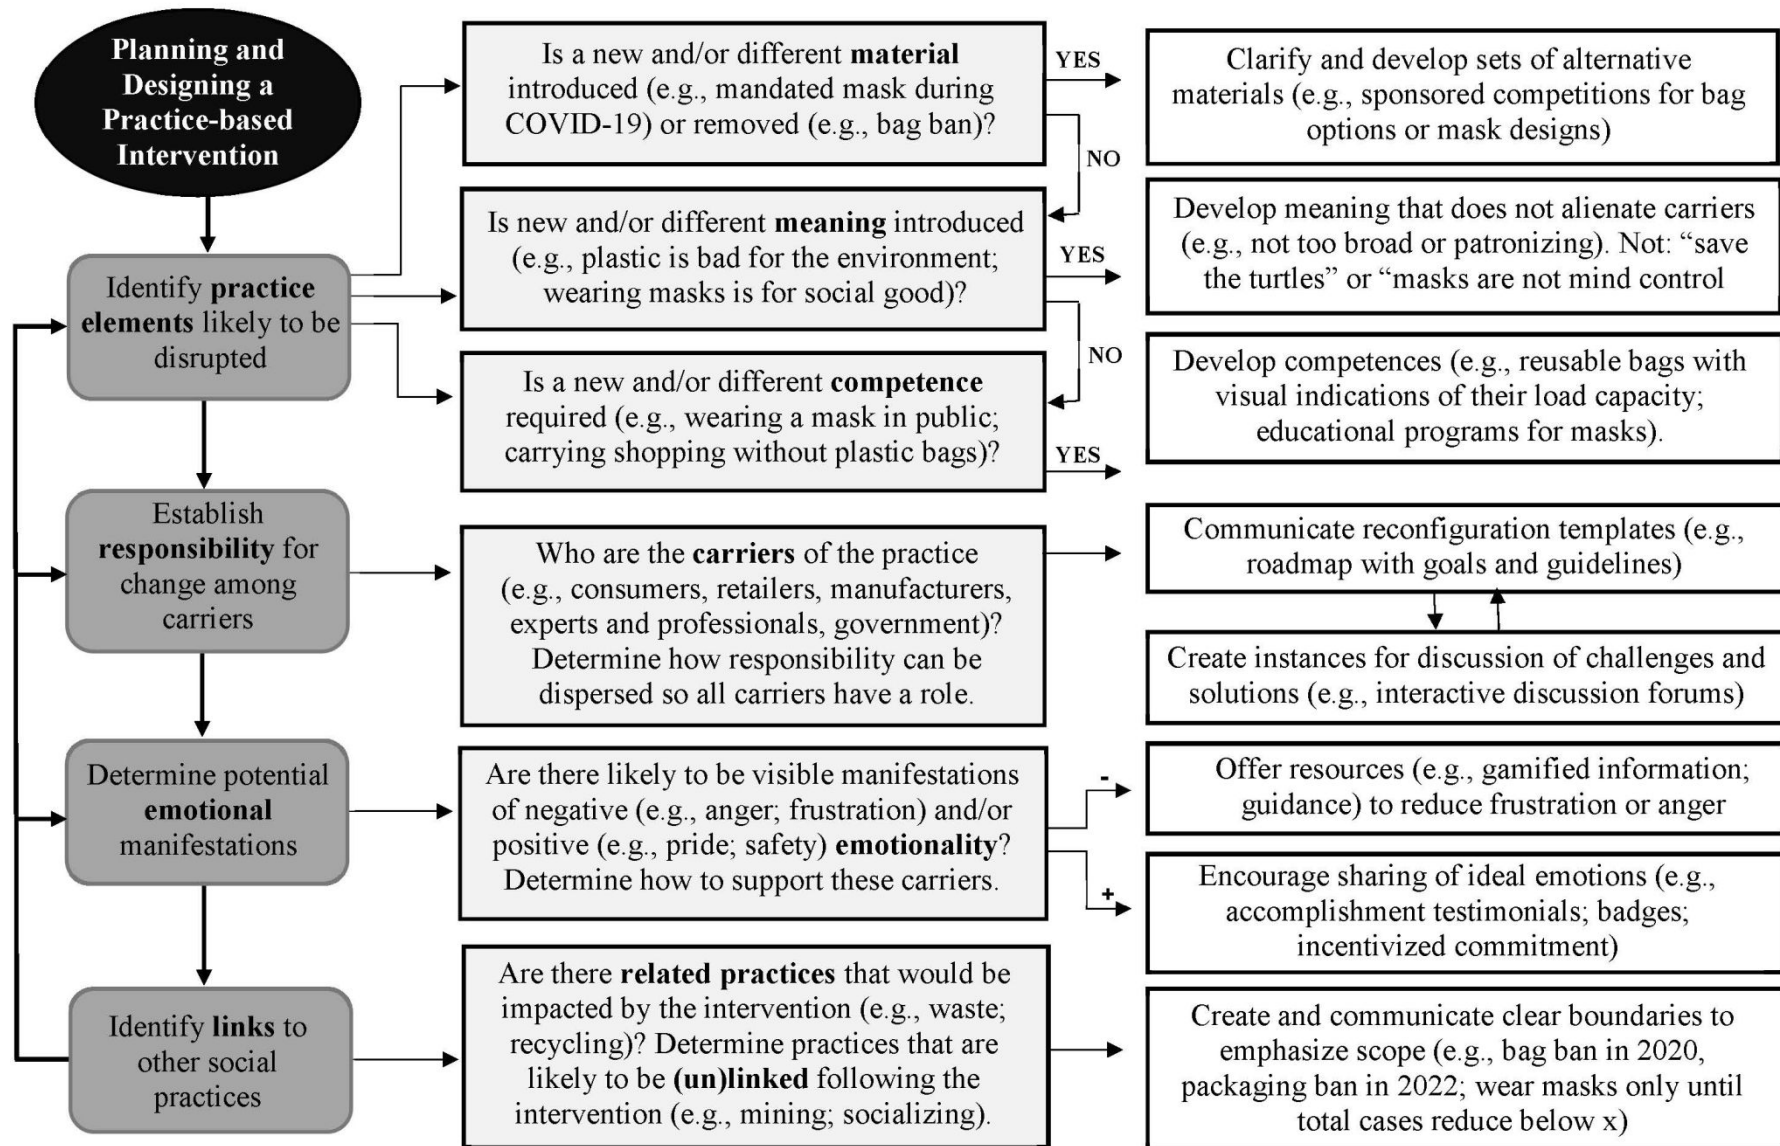 Planning and
Designing a
Practice-based
Intervention
Is a new and/or different material
introduced (e.g., mandated mask during
COVID-19) or removed (e.g., bag ban)?
YES
NO
Clarify and develop sets of alternative
materials (e.g., sponsored competitions for bag
options or mask designs)
Identify practice
elements likely to be
disrupted
Is new and/or different meaning introduced
(e.g., plastic is bad for the environment;
wearing masks is for social good)?
YES
NO
Develop meaning that does not alienate carriers
(e.g., not too broad or patronizing). Not: “save
the turtles” or “masks are not mind control
Is a new and/or different competence
required (e.g., wearing a mask in public;
carrying shopping without plastic bags)?
YES
Develop competences (e.g., reusable bags with
visual indications of their load capacity;
educational programs for masks).
Establish
responsibility for
change among
carriers
Who are the carriers of the practice
(e.g., consumers, retailers, manufacturers,
experts and professionals, government)?
Determine how responsibility can be
dispersed so all carriers have a role.
Communicate reconfiguration templates (e.g.,
roadmap with goals and guidelines)
Create instances for discussion of challenges and
solutions (e.g., interactive discussion forums)
Determine potential
emotional
manifestations
Are there likely to be visible manifestations
of negative (e.g., anger; frustration) and/or
positive (e.g., pride; safety) emotionality?
Determine how to support these carriers.
-
Offer resources (e.g., gamified information;
guidance) to reduce frustration or anger
+
Encourage sharing of ideal emotions (e.g.,
accomplishment testimonials; badges;
incentivized commitment)
Identify links to
other social
practices
Are there related practices that would be
impacted by the intervention (e.g., waste;
recycling)? Determine practices that are
likely to be (un)linked following the
intervention (e.g., mining; socializing).
Create and communicate clear boundaries to
emphasize scope (e.g., bag ban in 2020,
packaging ban in 2022; wear masks only until
total cases reduce below x)